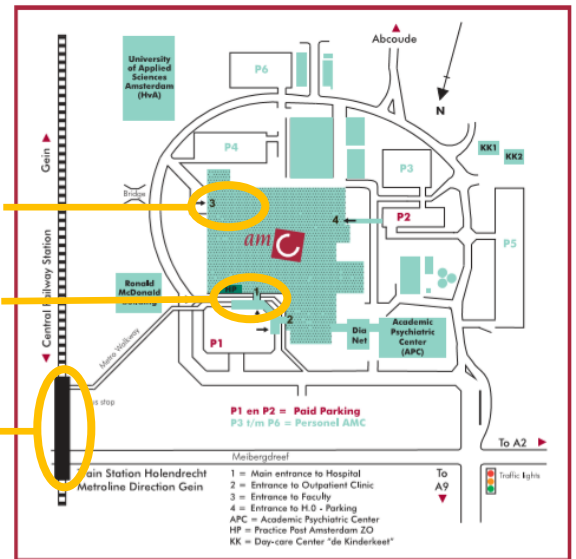 Abcoude
University
of Applied
Sciences
Amsterdam
(HvA)
P6
N
Gein
P4
P3
KK1
KK2
Bridge
3
4
P2
am
P5
Central Railway Station
Ronald
McDonald
HP
1
2
Metro Walkway
P1
Dia
Net
Academic
Psychiatric
Center
(APC)
stop
P1 en P2 = Paid Parking
P3 t/m P6 = Personel AMC
To A2
Meibergdreef
Train Station Holendrecht
Metroline Direction Gein
1 = Main entrance to Hospital
2 = Entrance to Outpatient Clinic
3 = Entrance to Faculty
4 = Entrance to H.0 - Parking
APC = Academic Psychiatric Center
HP = Practice Post Amsterdam ZO
KK = Day-care Center "de Kinderkeet"
To
A9
Traffic lights